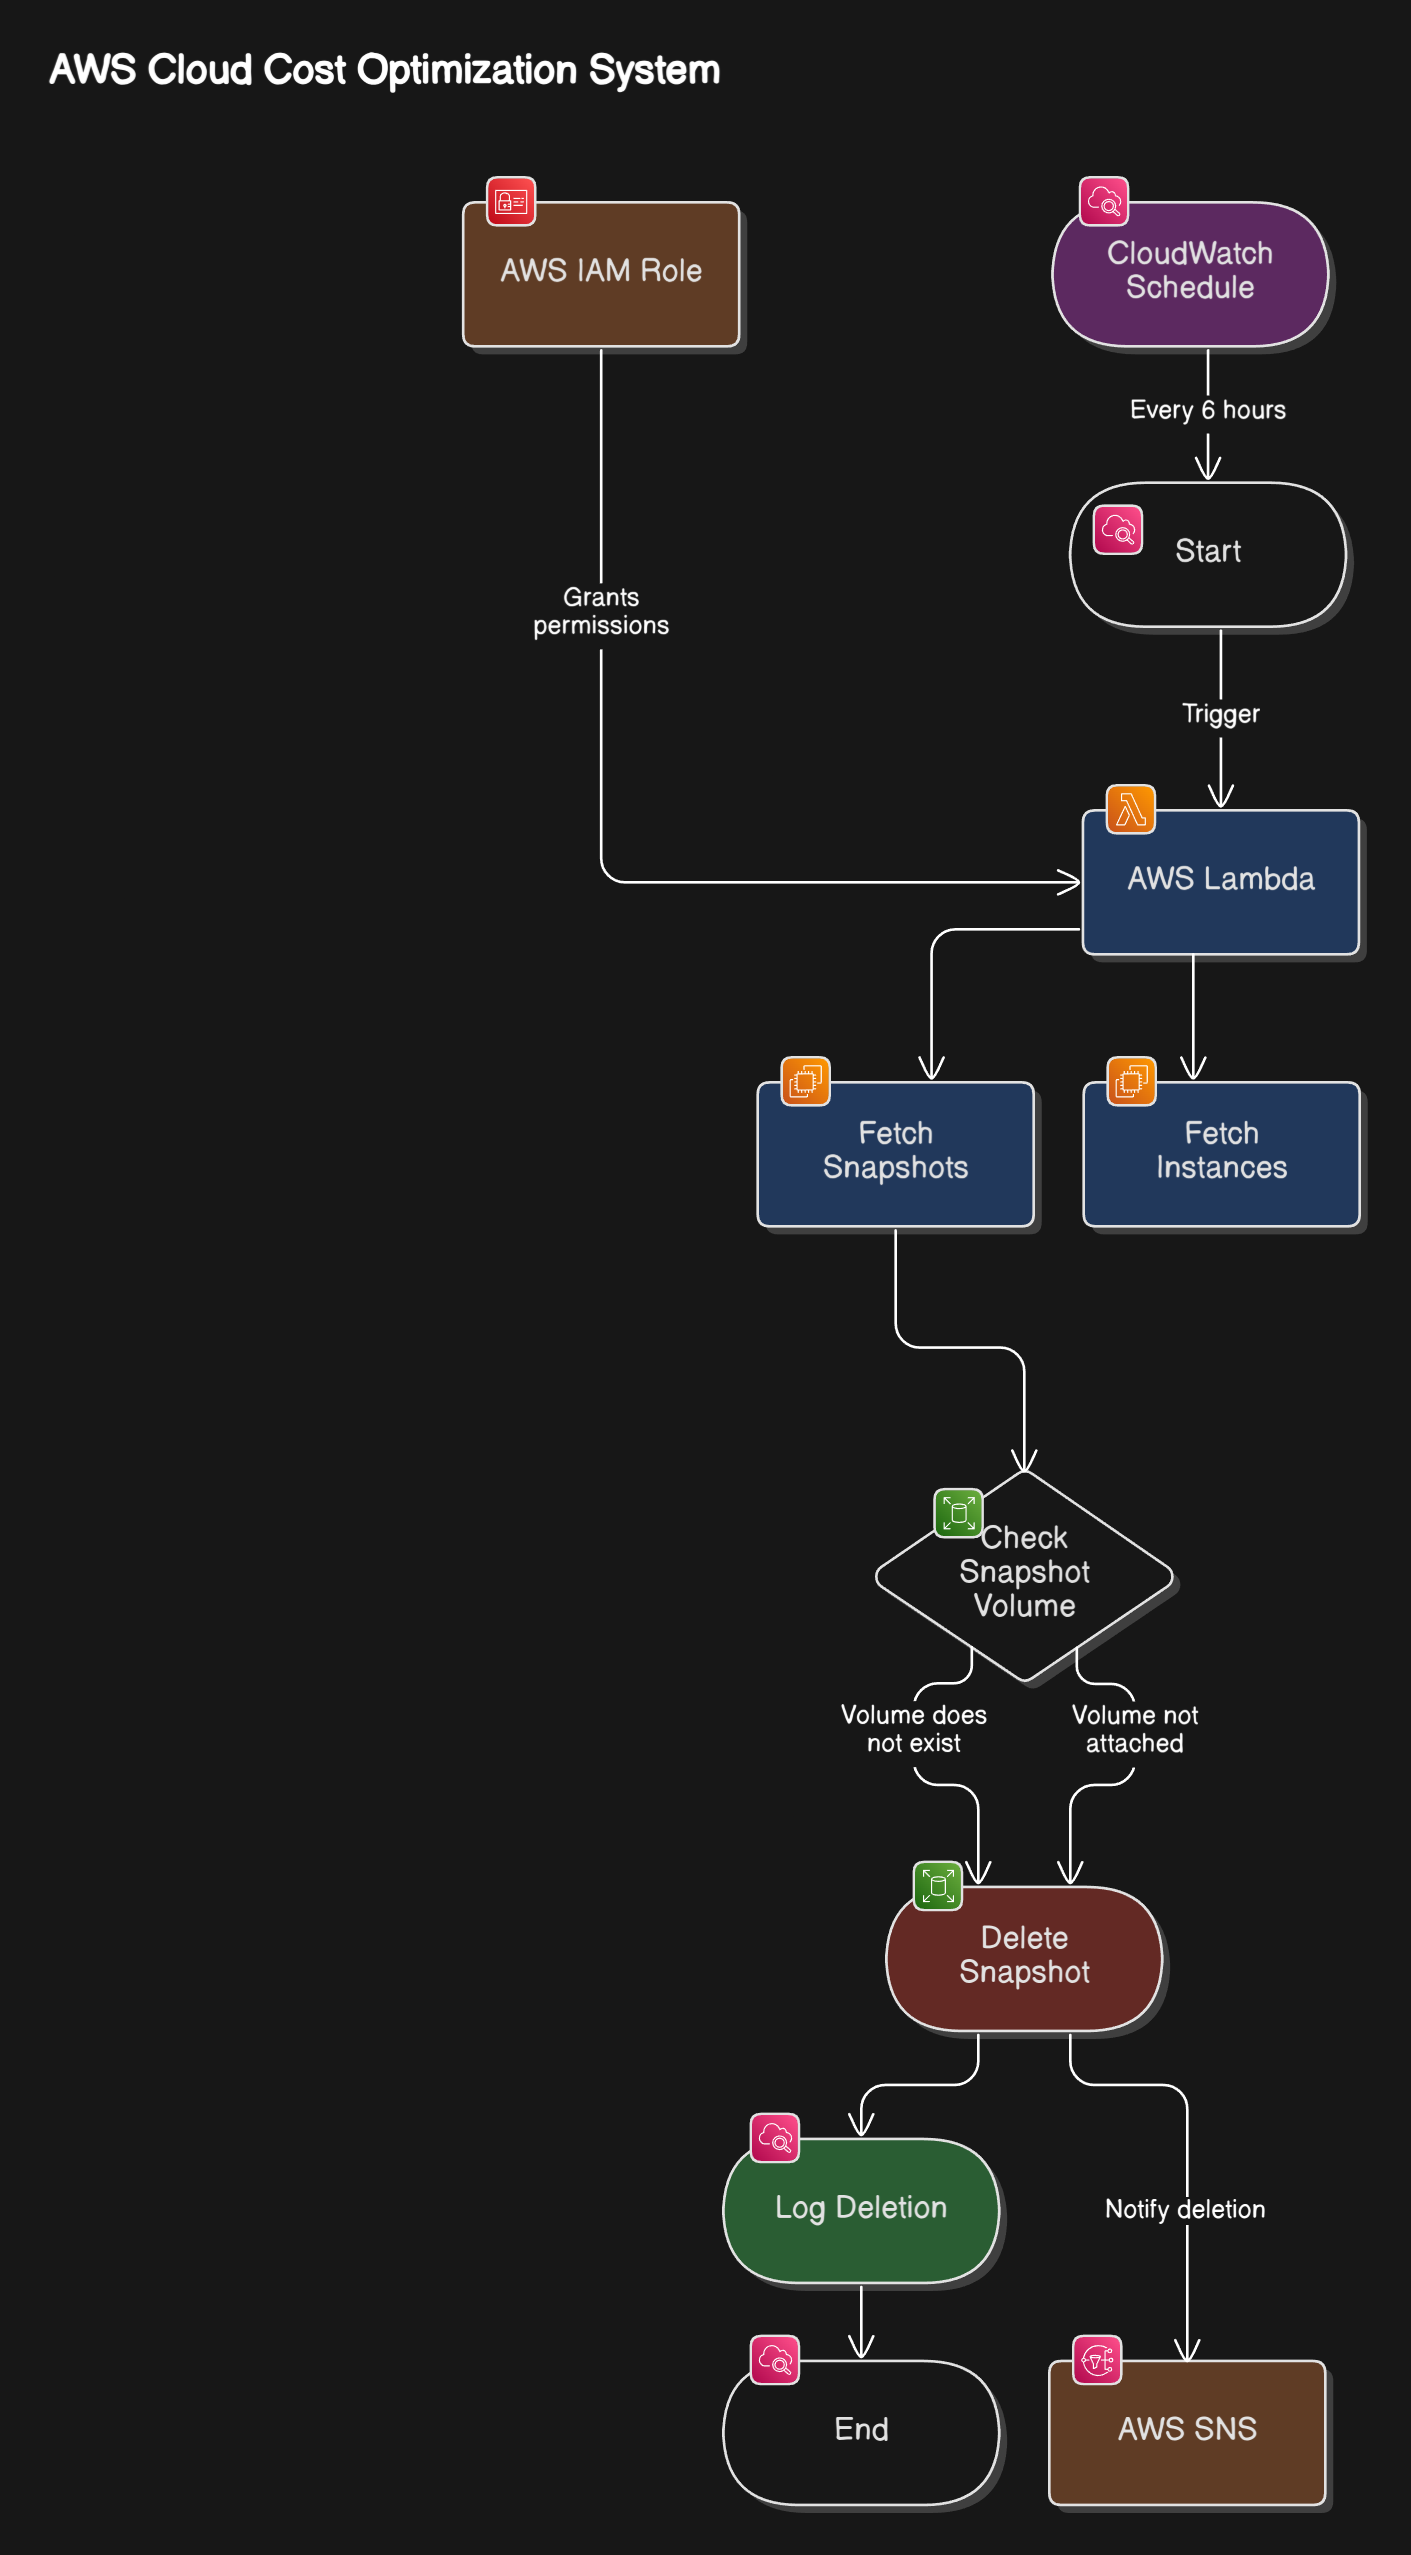 AWS Cloud Cost Optimization System
AWS IAM Role
CloudWatch
Schedule
Every 6 hours
Start
Grants
permissions
Trigger
AWS Lambda
Fetch
Snapshots
Fetch
Instances
Check
Snapshot
Volume
Volume does
not exist
Volume not
attached
Delete
Snapshot
Log Deletion
Notify deletion
End
AWS SNS